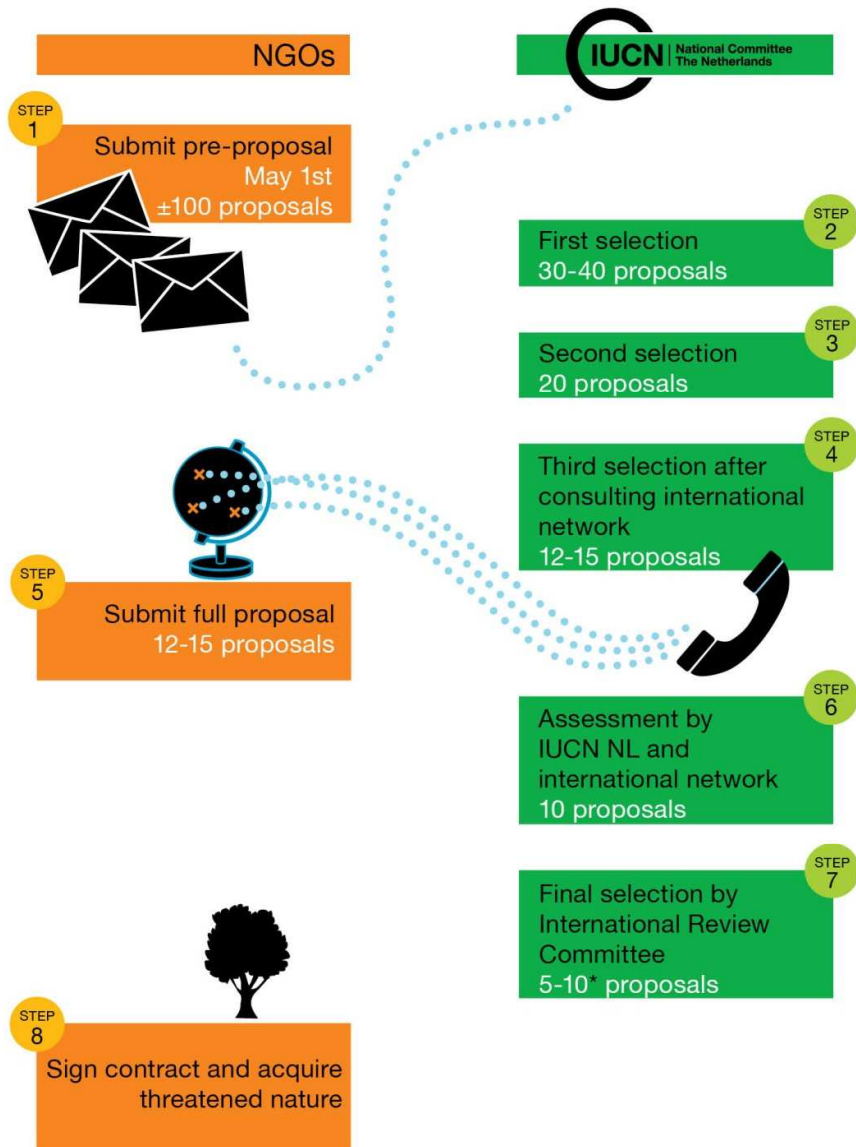 NGOs
IUCN
National Committee
The Netherlands
STEP
1
Submit pre-proposal
May 1st
±100 proposals
STEP
2
First selection
30-40 proposals
STEP
3
Second selection
20 proposals
STEP
4
Third selection after
consulting international
network
12-15 proposals
STEP
5
Submit full proposal
12-15 proposals
STEP
6
Assessment by
IUCN NL and
international network
10 proposals
STEP
7
Final selection by
International Review
Committee
5-10* proposals
STEP
8
Sign contract and acquire
threatened nature